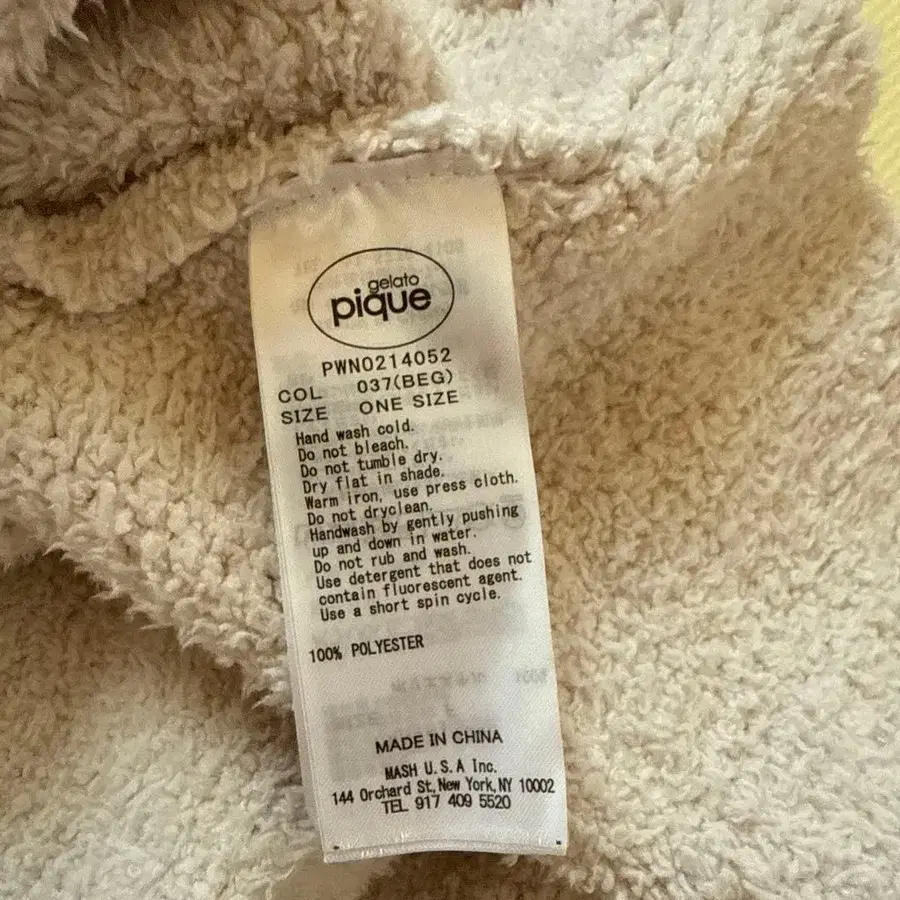 gelato
pique
PWNO214052
COL 037(BEG)
SIZE ONE SIZE
Hand wash cold.
Do not bleach.
Do not tumble dry.
Dry flat in shade.
Warm iron, use press cloth.
Do not dryclean.
Handwash by gently pushing
up and down in water.
Do not rub and wash.
Use detergent that does not
contain fluorescent agent.
Use a short spin cycle.
100% POLYESTER
MADE IN CHINA
MASH U.S.A Inc.
144 Orchard St, New York, NY 10002
TEL 917 409 5520